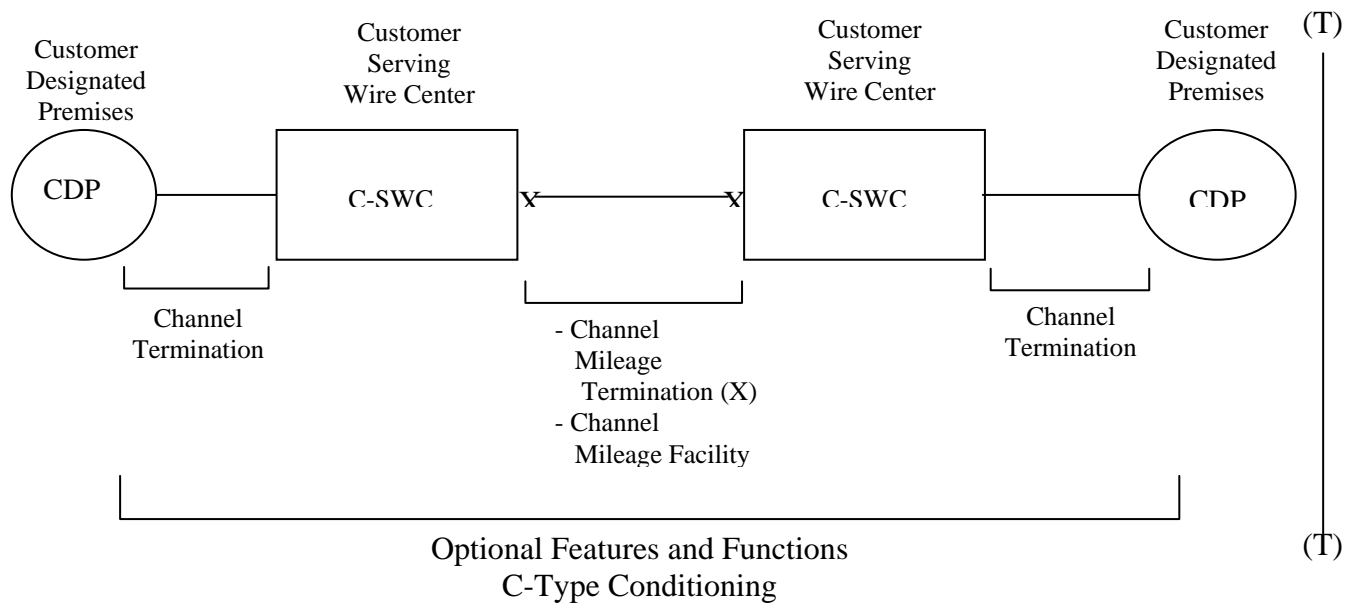 Customer
Designated
Premises
Customer
Serving
Wire Center
Customer
Serving
Wire Center
Customer
Designated
Premises
(T)
CDP
C-SWC
X
X
C-SWC
CDP
Channel
Termination
- Channel
Mileage
Termination (X)
- Channel
Mileage Facility
Channel
Termination
Optional Features and Functions
C-Type Conditioning
(T)